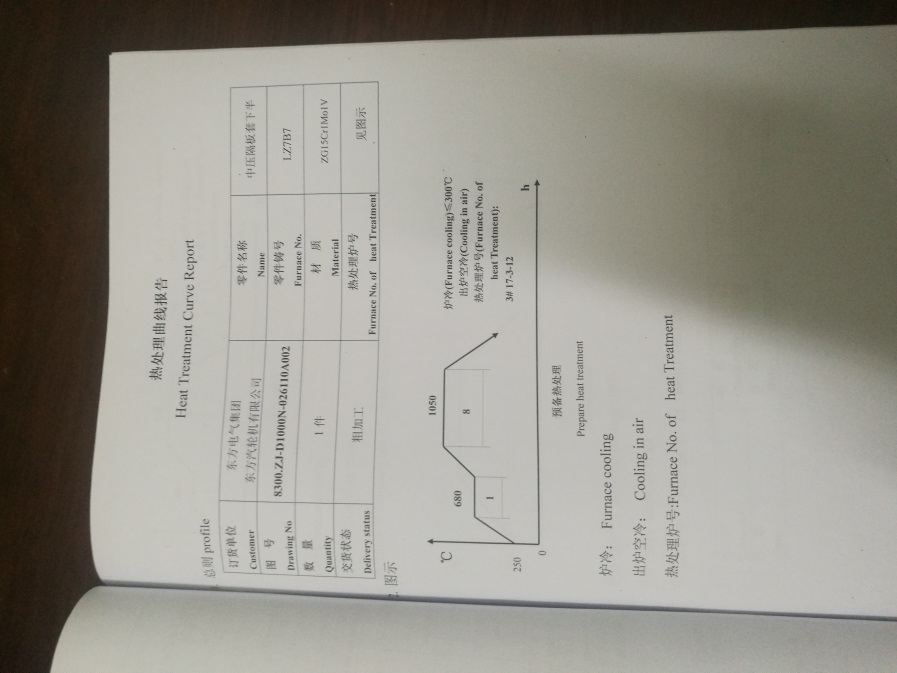 热处理曲线报告
Heat Treatment Curve Report
总则 profile
订货单位
Customer
东方电气集团
东方汽轮机有限公司
零件名称
Name
中压隔板套下半
图 号
Drawing No
8300.ZJ-D1000N-026110A002
零件铸号
Furnace No.
LZ7B7
数 量
Quantity
1 件
材 质
Material
ZG15Cr1Mo1V
交货状态
Delivery status
粗加工
热处理炉号
Furnace No. of heat Treatment
见图示
图示
℃
680
1050
1
8
250
0
h
炉冷(Furnace cooling)≤300℃
出炉空冷(Cooling in air)
热处理炉号(Furnace No. of
heat Treatment):
3# 17-3-12
预备热处理
Prepare heat treatment
炉冷： Furnace cooling
出炉空冷： Cooling in air
热处理炉号:Furnace No. of heat Treatment